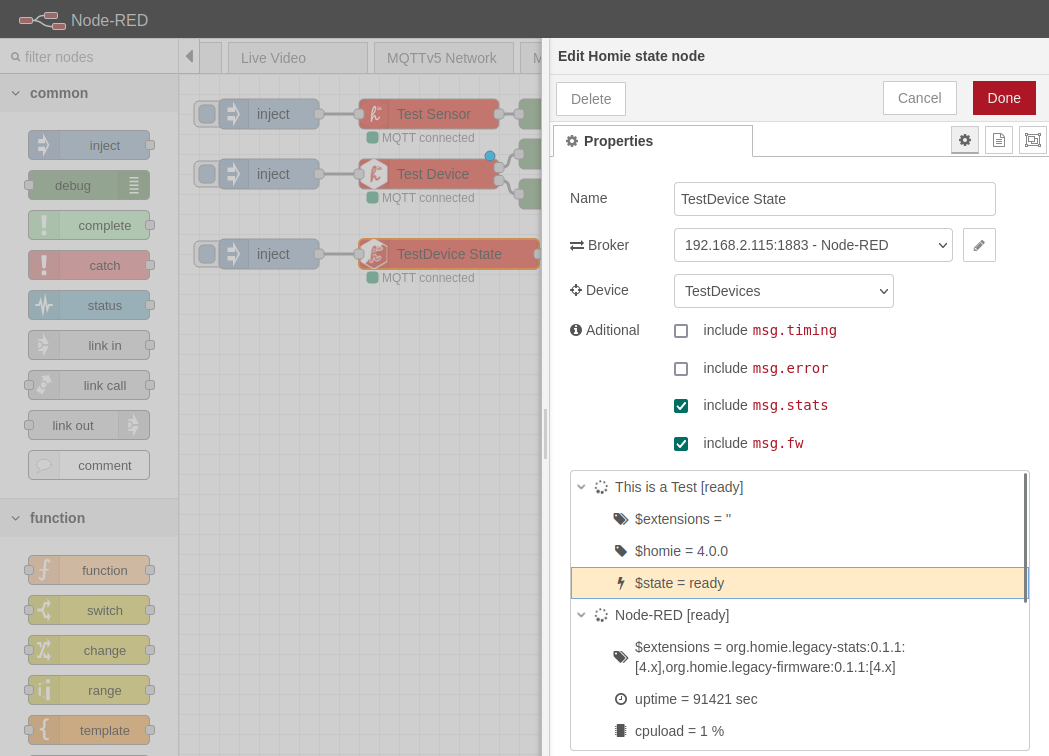 Node-RED
filter nodes
Live Video
MQTTv5 Network
M
common
inject
debug
complete
catch
status
link in
link call
link out
comment
function
function
switch
change
range
template
inject
Test Sensor
MQTT connected
inject
Test Device
MQTT connected
inject
TestDevice State
MQTT connected
Edit Homie state node
Delete
Cancel
Done
Properties
Name
TestDevice State
Broker
192.168.2.115:1883 - Node-RED
Device
TestDevices
Aditional
include msg.timing
include msg.error
include msg.stats
include msg.fw
This is a Test [ready]
$extensions = ''
$homie = 4.0.0
$state = ready
Node-RED [ready]
$extensions = org.homie.legacy-stats:0.1.1:
[4.x],org.homie.legacy-firmware:0.1.1:[4.x]
uptime = 91421 sec
cpuload = 1 %